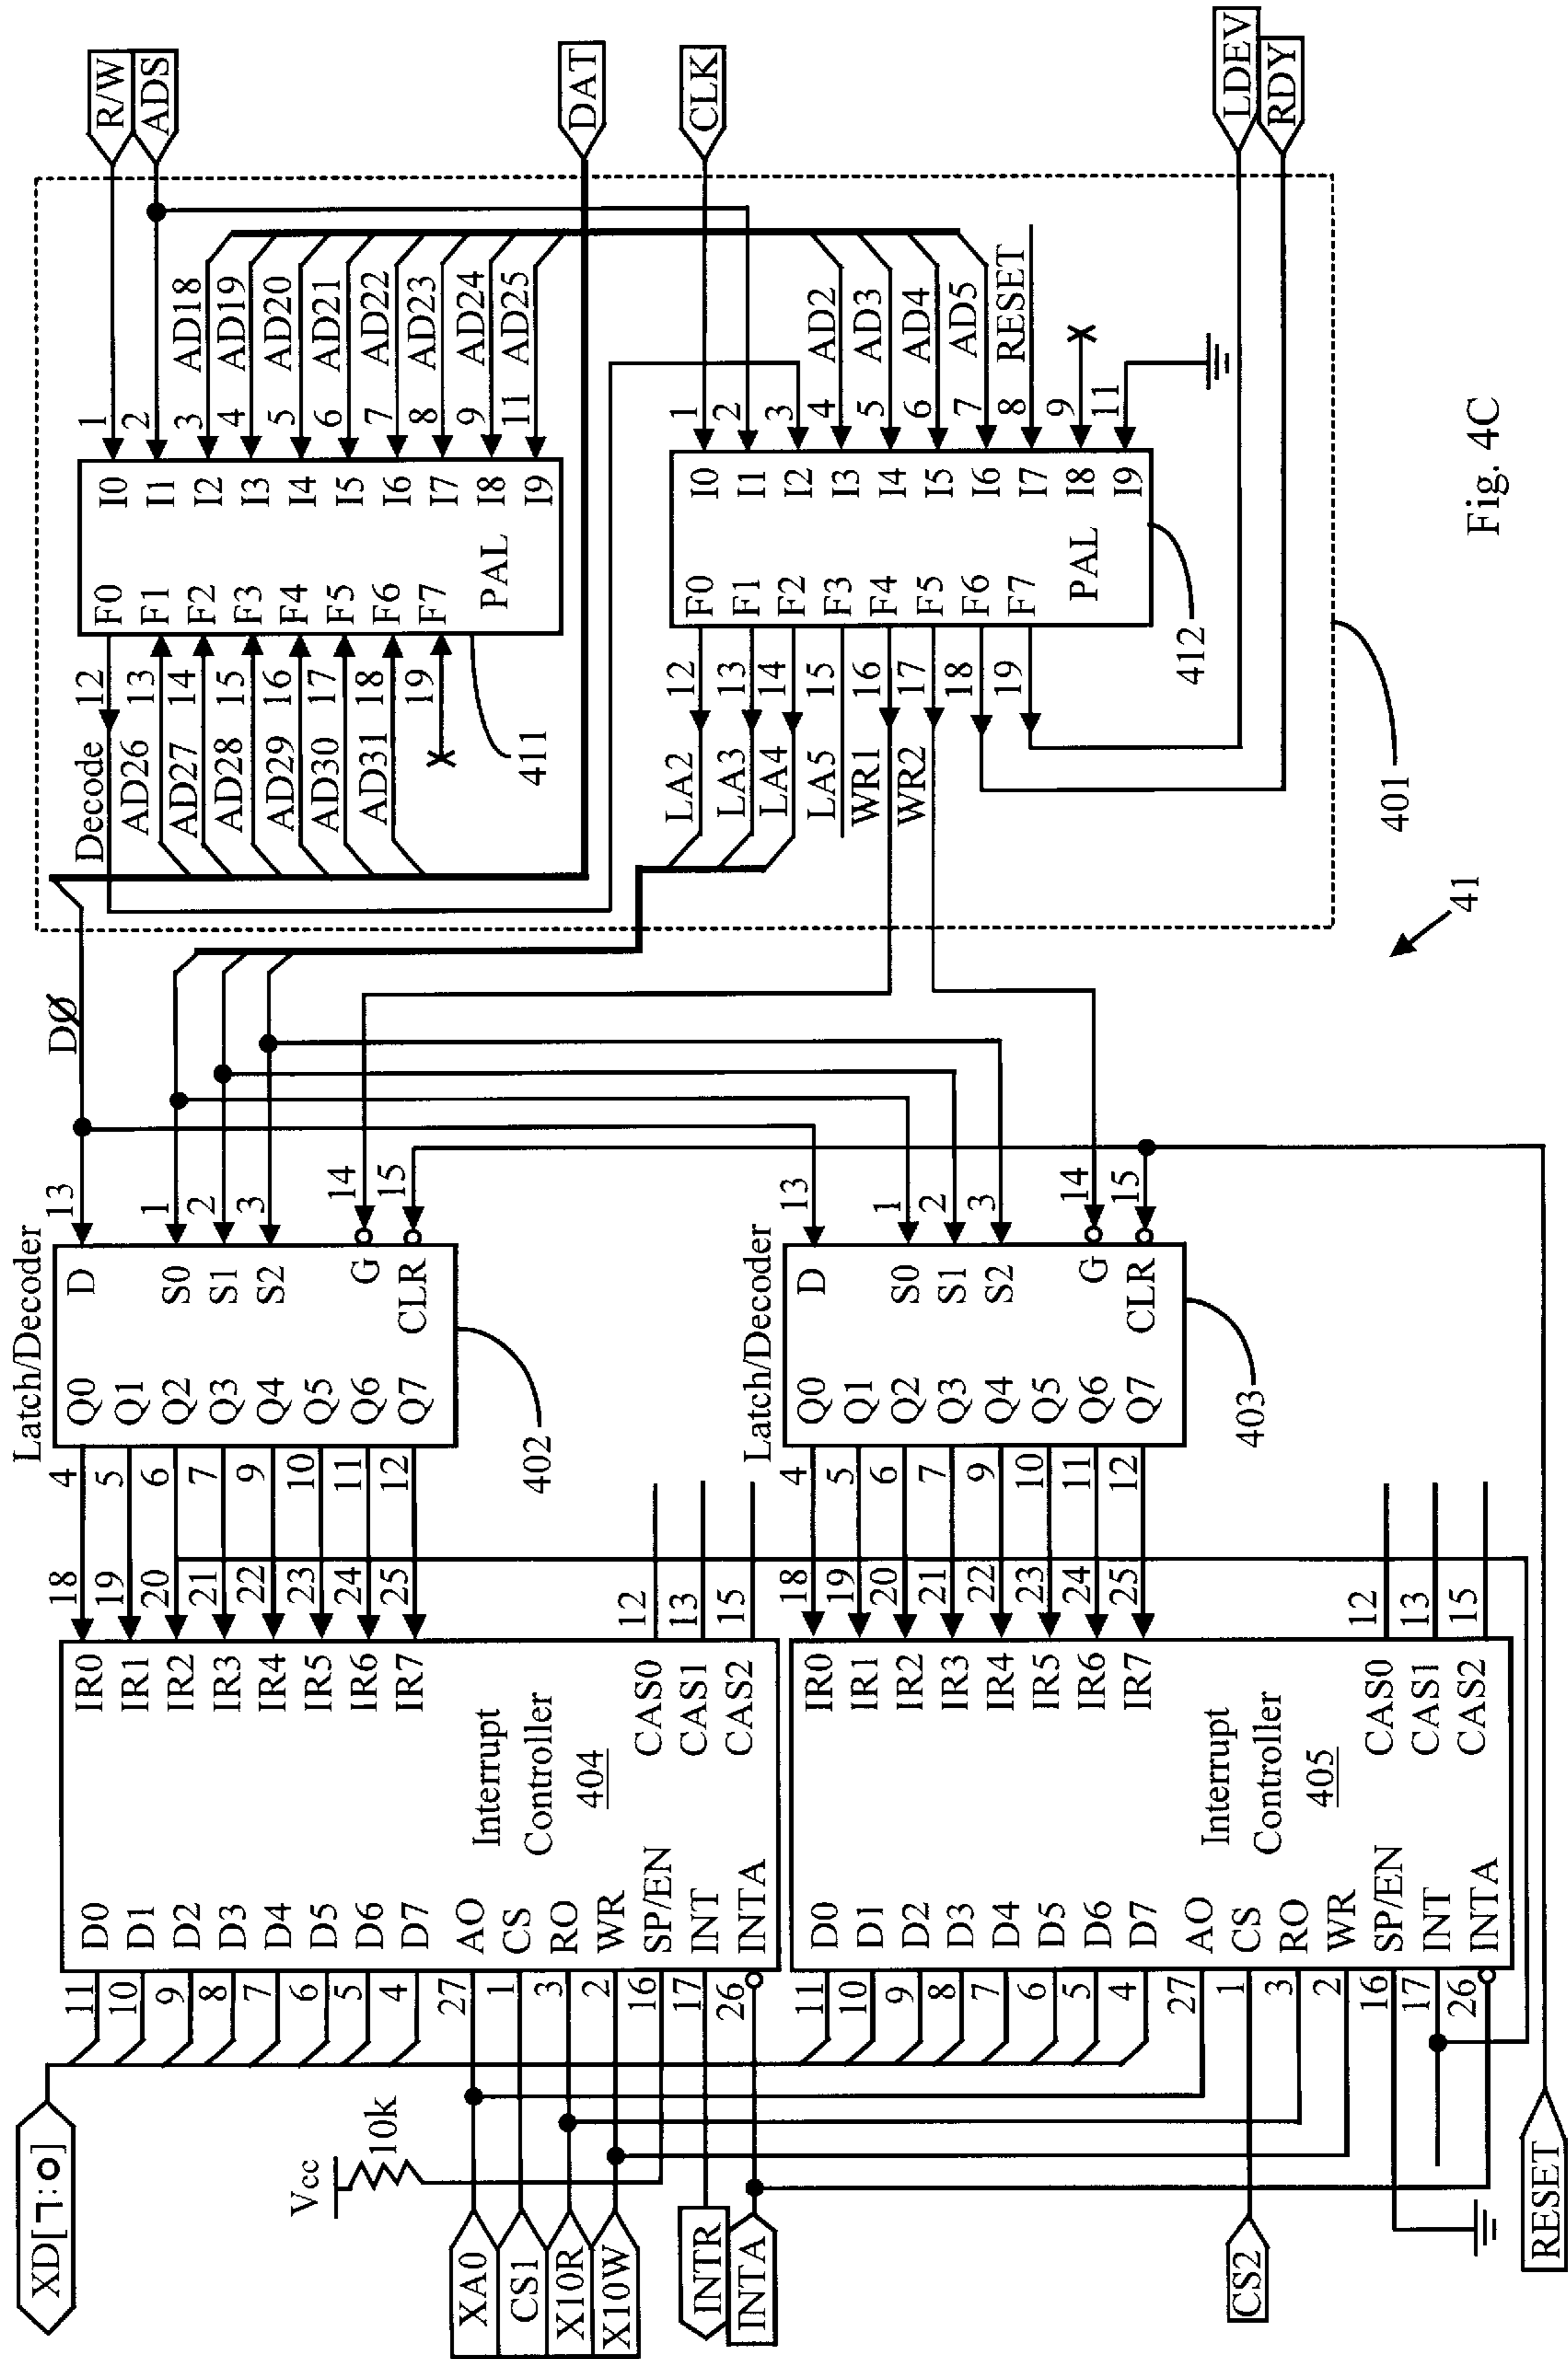 XD[7:0]
Vcc
10k
XA0
CS1
X10R
X10W
INTR
INTA
CS2
RESET
11 D0
10 D1
9 D2
8 D3
7 D4
6 D5
5 D6
4 D7
27 AO
1 CS
3 RO
2 WR
16 SP/EN
17 INT
26 INTA
Interrupt
Controller
404
IR0 18
IR1 19
IR2 20
IR3 21
IR4 22
IR5 23
IR6 24
IR7 25
CAS0 12
CAS1 13
CAS2 15
11 D0
10 D1
9 D2
8 D3
7 D4
6 D5
5 D6
4 D7
27 AO
1 CS
3 RO
2 WR
16 SP/EN
17 INT
26 INTA
Interrupt
Controller
405
IR0 18
IR1 19
IR2 20
IR3 21
IR4 22
IR5 23
IR6 24
IR7 25
CAS0 12
CAS1 13
CAS2 15
Latch/Decoder
4 Q0
5 Q1
6 Q2
7 Q3
9 Q4
10 Q5
11 Q6
12 Q7
D 13
S0 1
S1 2
S2 3
G 14
CLR 15
402
Latch/Decoder
4 Q0
5 Q1
6 Q2
7 Q3
9 Q4
10 Q5
11 Q6
12 Q7
D 13
S0 1
S1 2
S2 3
G 14
CLR 15
403
DØ
Decode 12 F0
AD26 13 F1
AD27 14 F2
AD28 15 F3
AD29 16 F4
AD30 17 F5
AD31 18 F6
19 F7
PAL
411
I0 1
I1 2
I2 3 AD18
I3 4 AD19
I4 5 AD20
I5 6 AD21
I6 7 AD22
I7 8 AD23
I8 9 AD24
I9 11 AD25
LA2 12 F0
LA3 13 F1
LA4 14 F2
LA5 15 F3
WR1 16 F4
WR2 17 F5
18 F6
19 F7
PAL
412
I0 1
I1 2
I2 3
I3 4 AD2
I4 5 AD3
I5 6 AD4
I6 7 AD5
I7 8 RESET
I8 9
I9 11
R/W
ADS
DAT
CLK
LDEV
RDY
401
41
Fig. 4C